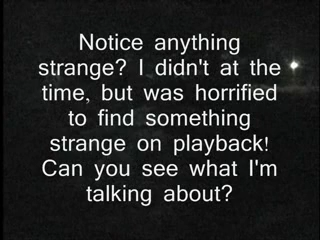 Notice anything
strange? I didn't at the
time, but was horrified
to find something
strange on playback!
Can you see what I'm
talking about?